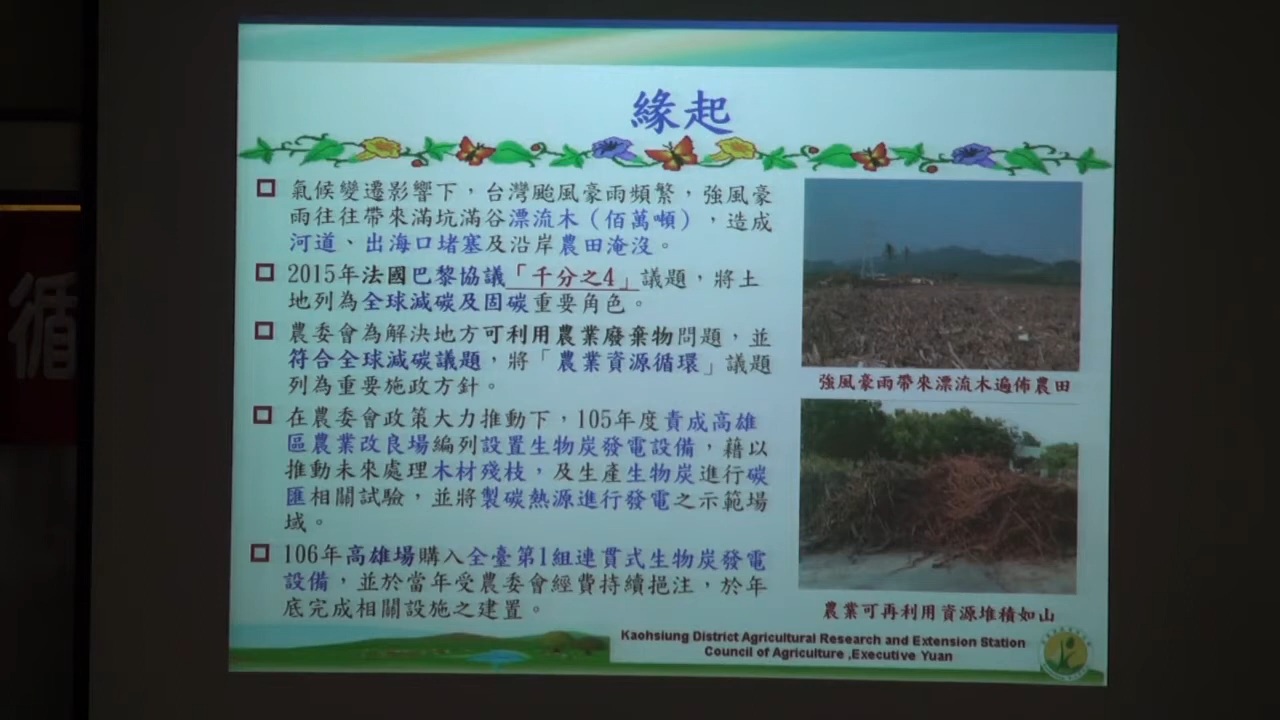 緣起
氣候變遷影響下，台灣颱風豪雨頻繁，強風豪
雨往往帶來滿坑滿谷漂流木（佰萬噸），造成
河道、出海口堵塞及沿岸農田淹沒。
2015年法國巴黎協議「千分之4」議題，將土
地列為全球減碳及固碳重要角色。
農委會為解決地方可利用農業廢棄物問題，並
符合全球減碳議題，將「農業資源循環」議題
列為重要施政方針。
在農委會政策大力推動下，105年度責成高雄
區農業改良場編列設置生物炭發電設備，藉以
推動未來處理木材殘枝，及生產生物炭進行碳
匯相關試驗，並將製碳熱源進行發電之示範場
域。
106年高雄場購入全臺第1組連貫式生物炭發電
設備，並於當年受農委會經費持續挹注，於年
底完成相關設施之建置。
強風豪雨帶來漂流木遍佈農田
農業可再利用資源堆積如山
Kaohsiung District Agricultural Research and Extension Station
Council of Agriculture ,Executive Yuan
循